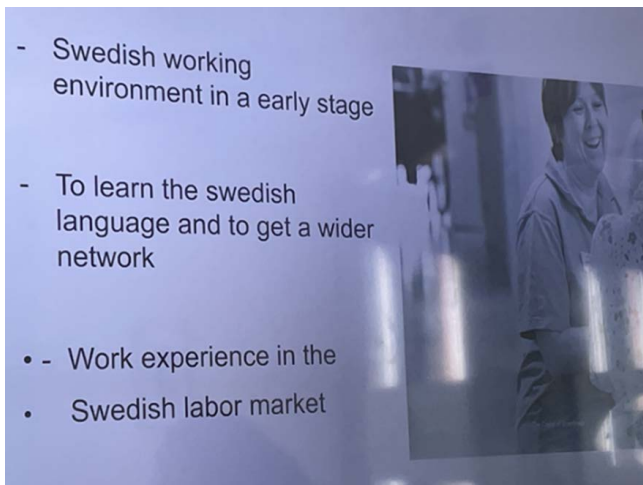 - Swedish working
environment in a early stage
- To learn the swedish
language and to get a wider
network
• - Work experience in the
• Swedish labor market